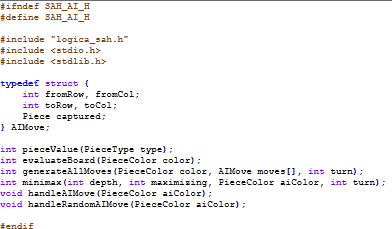 #ifndef SAH_AI_H
#define SAH_AI_H
#include "logica_sah.h"
#include <stdio.h>
#include <stdlib.h>
typedef struct {
int fromRow, fromCol;
int toRow, toCol;
Piece captured;
} AIMove;
int pieceValue(PieceType type);
int evaluateBoard(PieceColor color);
int generateAllMoves(PieceColor color, AIMove moves[], int turn);
int minimax(int depth, int maximizing, PieceColor aiColor, int turn);
void handleAIMove(PieceColor aiColor);
void handleRandomAIMove(PieceColor aiColor);
#endif